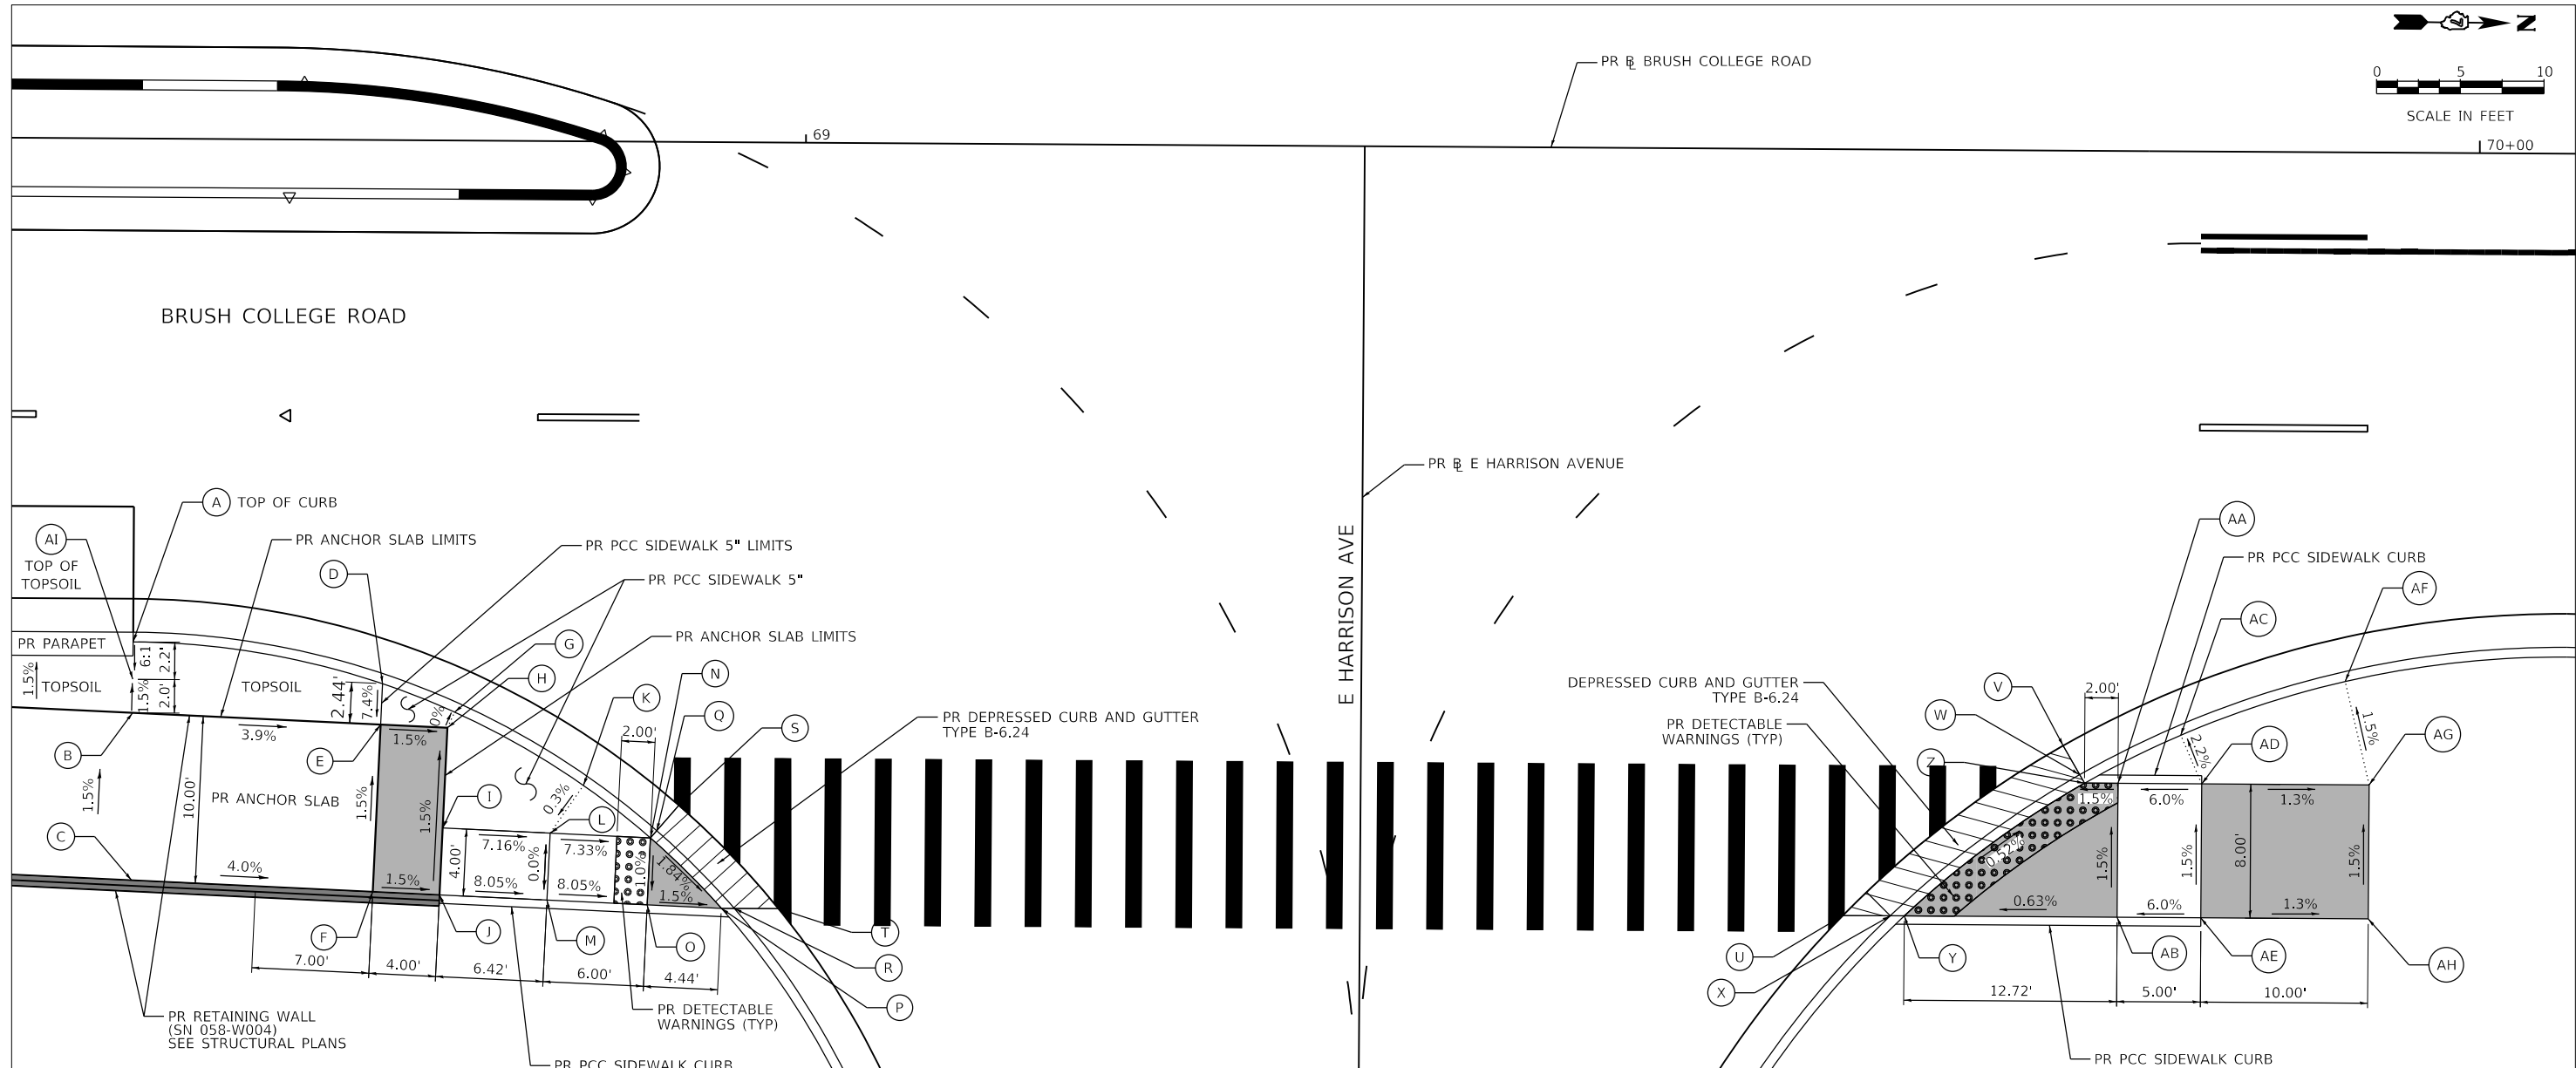 N
0 5 10
SCALE IN FEET
PR BL BRUSH COLLEGE ROAD
69
70+00
BRUSH COLLEGE ROAD
PR BL E HARRISON AVENUE
E HARRISON AVE
A TOP OF CURB
AI
TOP OF
TOPSOIL
PR ANCHOR SLAB LIMITS
PR PCC SIDEWALK 5" LIMITS
D
PR PCC SIDEWALK 5"
PR ANCHOR SLAB LIMITS
PR PARAPET
1.5%
TOPSOIL
6:1
2.2'
1.5%
2.0'
TOPSOIL
2.44'
7.4%
G
H
K
N
Q
S
B
C
1.5%
10.00'
3.9%
PR ANCHOR SLAB
4.0%
E
1.5%
1.5%
1.5%
1.5%
I
L
0.3%
2.00'
7.16%
7.33%
4.00'
0.0%
8.05%
8.05%
1.0%
1.84%
1.5%
PR DEPRESSED CURB AND GUTTER
TYPE B-6.24
F
J
M
O
T
R
P
7.00'
4.00'
6.42'
6.00'
4.44'
PR RETAINING WALL
(SN 058-W004)
SEE STRUCTURAL PLANS
PR DETECTABLE
WARNINGS (TYP)
PR PCC SIDEWALK CURB
DEPRESSED CURB AND GUTTER
TYPE B-6.24
PR DETECTABLE
WARNINGS (TYP)
V
W
Z
2.00'
AA
PR PCC SIDEWALK CURB
AF
AC
AD
AG
2.2%
1.5%
1.5%
6.0%
1.3%
0.52%
1.5%
1.5%
8.00'
1.5%
0.63%
6.0%
1.3%
U
X
Y
AB
AE
AH
12.72'
5.00'
10.00'
PR PCC SIDEWALK CURB